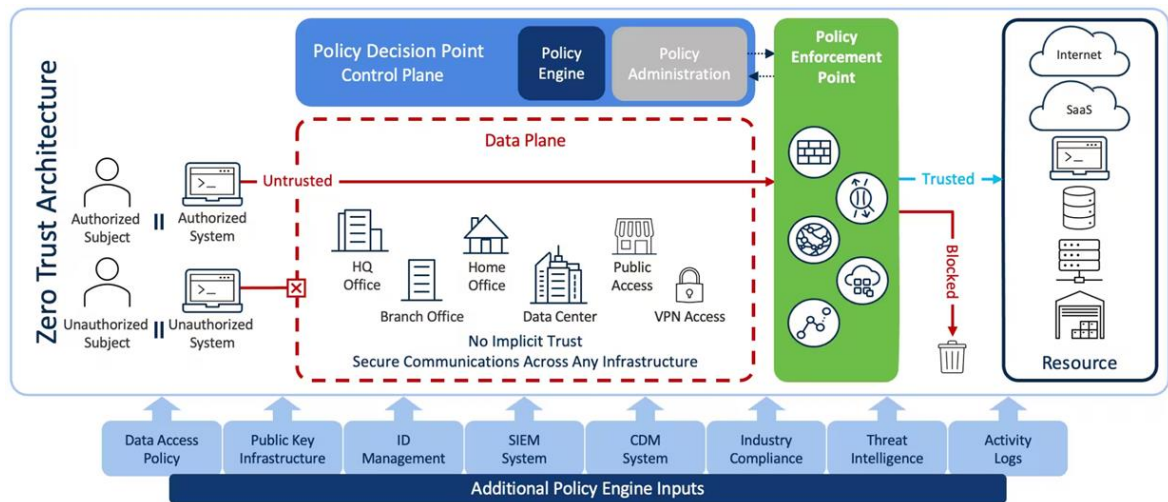 Zero Trust Architecture
Policy Decision Point
Control Plane
Policy
Engine
Policy
Administration
Policy
Enforcement
Point
Internet
SaaS
Data Plane
>_
Untrusted
Trusted
>_
Authorized
Subject
Authorized
System
HQ
Office
Branch Office
Home
Office
Data Center
Public
Access
VPN Access
Blocked
>_
Unauthorized
Subject
Unauthorized
System
No Implicit Trust
Secure Communications Across Any Infrastructure
Resource
Data Access
Policy
Public Key
Infrastructure
ID
Management
SIEM
System
CDM
System
Industry
Compliance
Threat
Intelligence
Activity
Logs
Additional Policy Engine Inputs